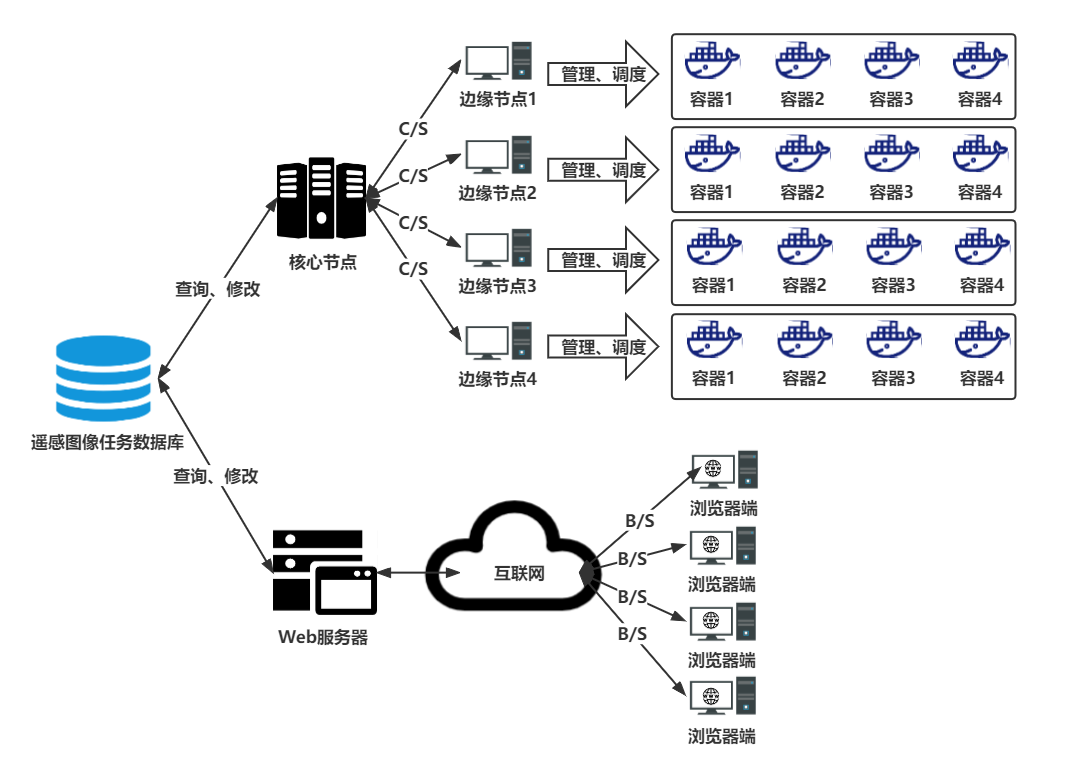 管理、调度
边缘节点1
容器1
容器2
容器3
容器4
C/S
管理、调度
边缘节点2
容器1
容器2
容器3
容器4
C/S
核心节点
管理、调度
边缘节点3
容器1
容器2
容器3
容器4
C/S
查询、修改
管理、调度
边缘节点4
容器1
容器2
容器3
容器4
C/S
遥感图像任务数据库
查询、修改
Web服务器
互联网
B/S
浏览器端
B/S
浏览器端
B/S
浏览器端
B/S
浏览器端